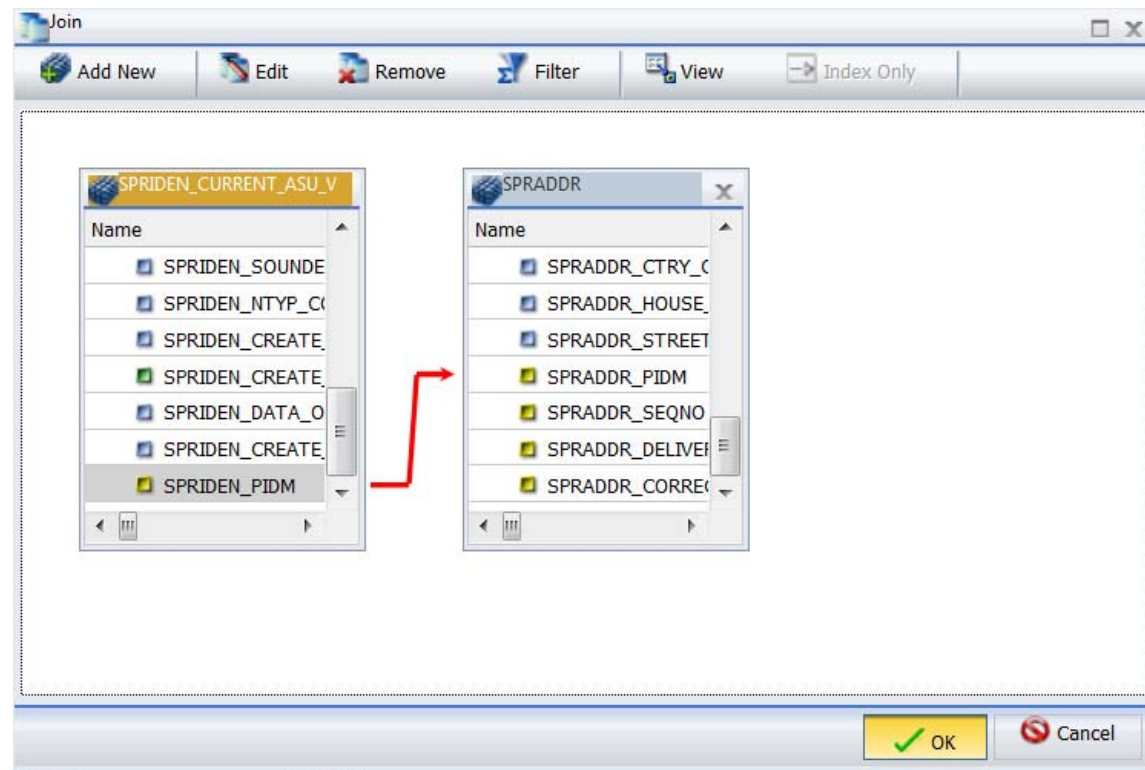 Join
Add New Edit Remove Filter View Index Only
SPRIDEN_CURRENT_ASU_V
Name
SPRIDEN_SOUNDE
SPRIDEN_NTYP_CO
SPRIDEN_CREATE_
SPRIDEN_CREATE_
SPRIDEN_DATA_O
SPRIDEN_CREATE_
SPRIDEN_PIDM
SPRADDR
Name
SPRADDR_CTRY_C
SPRADDR_HOUSE_
SPRADDR_STREET
SPRADDR_PIDM
SPRADDR_SEQNO
SPRADDR_DELIVER
SPRADDR_CORREC
OK Cancel